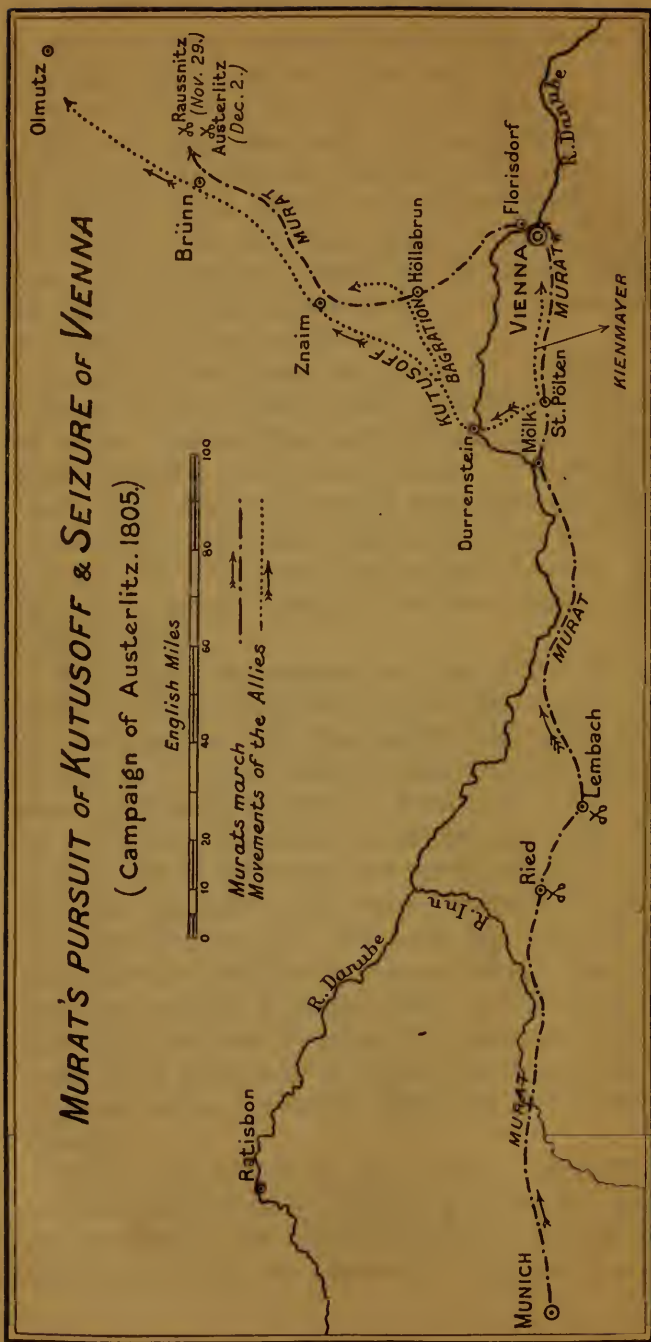 MURAT'S PURSUIT OF KUTUSOFF & SEIZURE OF VIENNA
(Campaign of Austerlitz. 1805.)
English Miles
0 10 20 40 60 80 100
Murats march
Movements of the Allies
Olmutz
Raussnitz
(Nov. 29.)
Austerlitz
(Dec. 2.)
Brünn
MURAT
Znaim
KUTUSOFF
BAGRATION
Höllabrun
Florisdorf
R. Danube
VIENNA
MURAT
KIENMAYER
Durrenstein
Mölk
St. Pölten
MURAT
Lembach
Ried
R. Inn
R. Danube
Ratisbon
MURAT
MUNICH